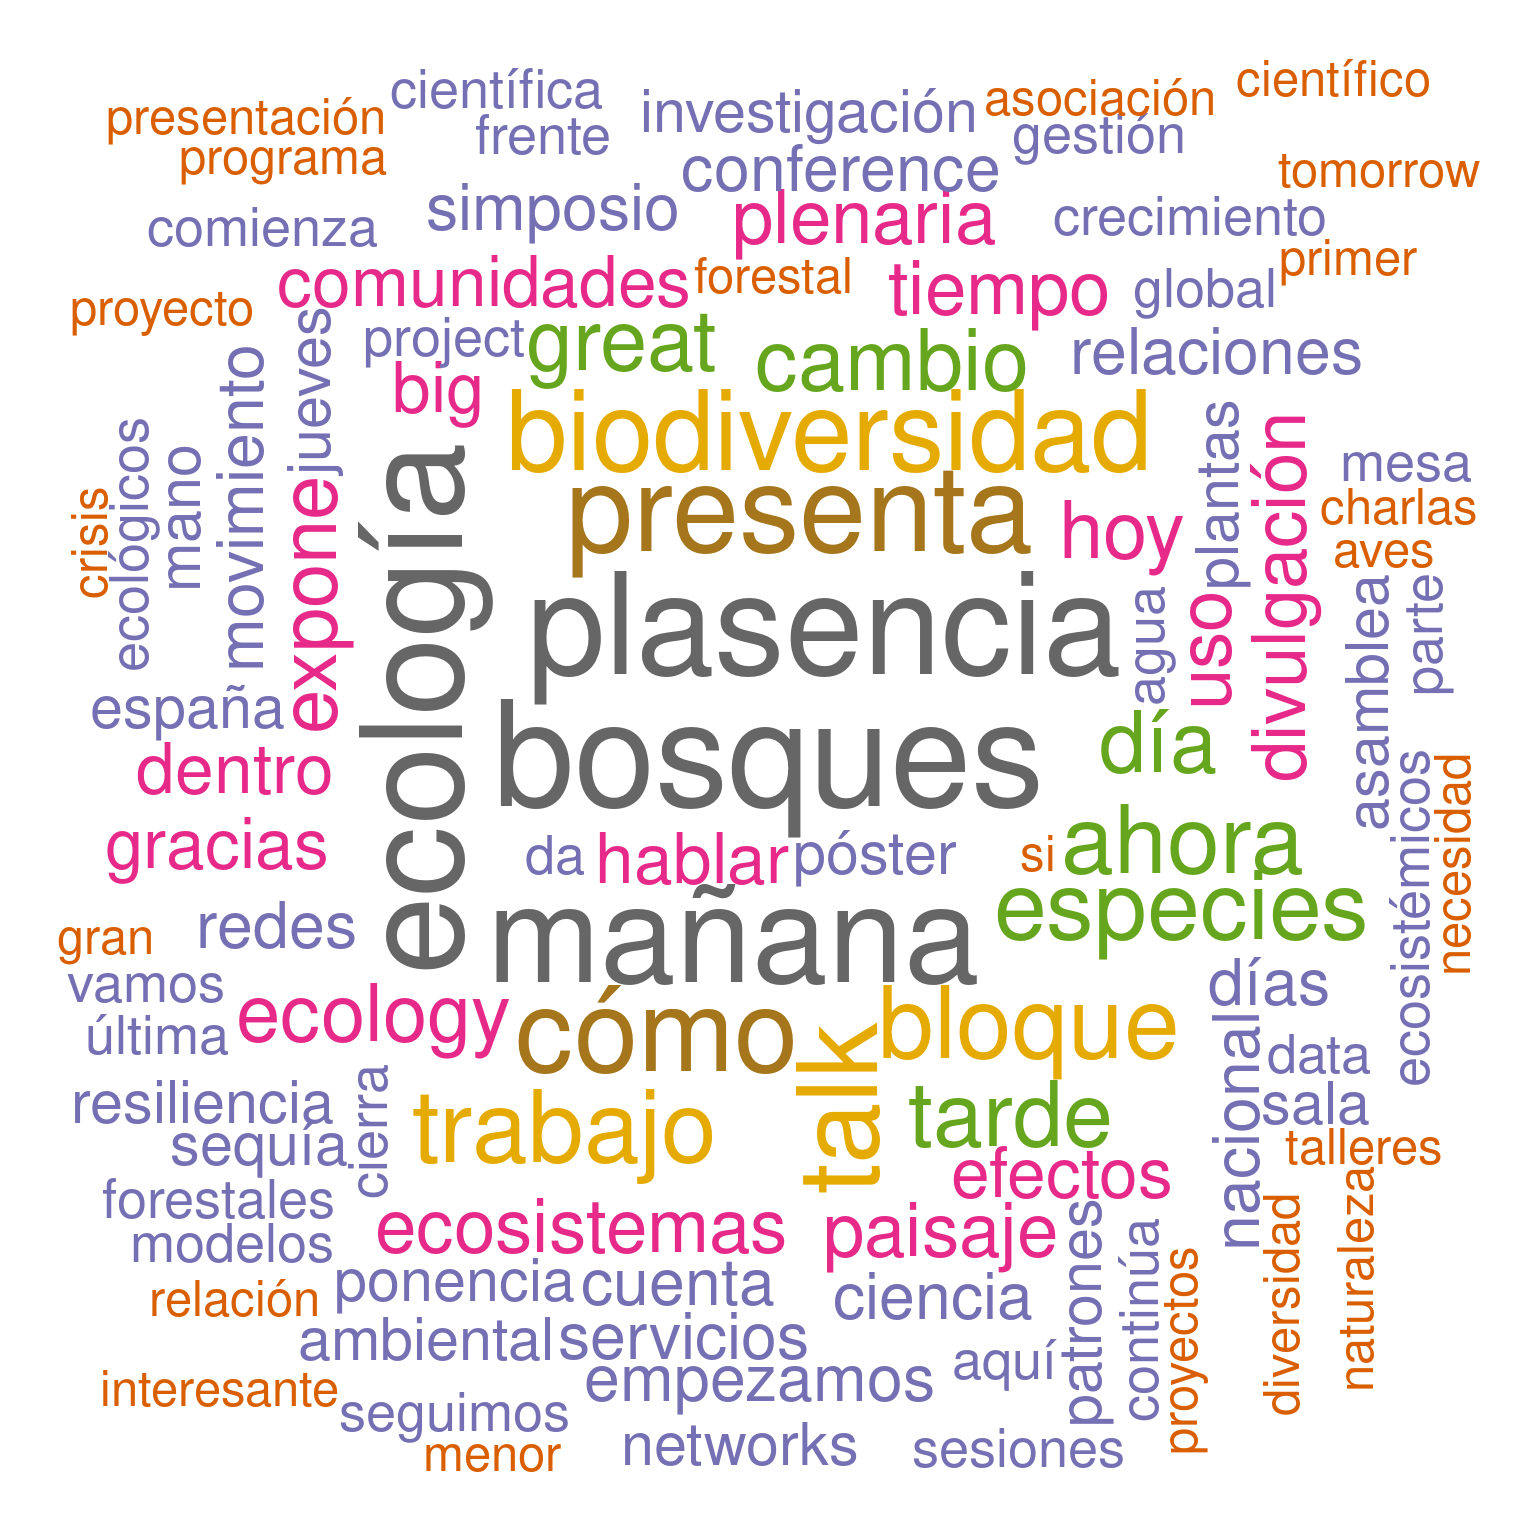 científica
científico
presentación
investigación
asociación
frente
gestión
programa
conference
tomorrow
simposio
plenaria
crecimiento
comienza
primer
comunidades
forestal
tiempo
global
proyecto
jueves
project
great
cambio
relaciones
big
biodiversidad
movimiento
ecológicos
mano
crisis
expone
ecología
presenta
hoy
plantas
divulgación
mesa
charlas
aves
plasencia
agua
uso
asamblea
parte
españa
bosques
día
dentro
gracias
da
hablar
póster
si
ahora
especies
ecosistémicos
necesidad
gran
redes
mañana
vamos
días
última
ecology
cómo
talk
bloque
nacional
data
sala
resiliencia
cierra
trabajo
tarde
sequía
talleres
efectos
forestales
modelos
ecosistemas
paisaje
patrones
continúa
proyectos
diversidad
naturaleza
relación
ponencia
cuenta
ciencia
ambiental
servicios
interesante
empezamos
aquí
seguimos
menor
networks
sesiones